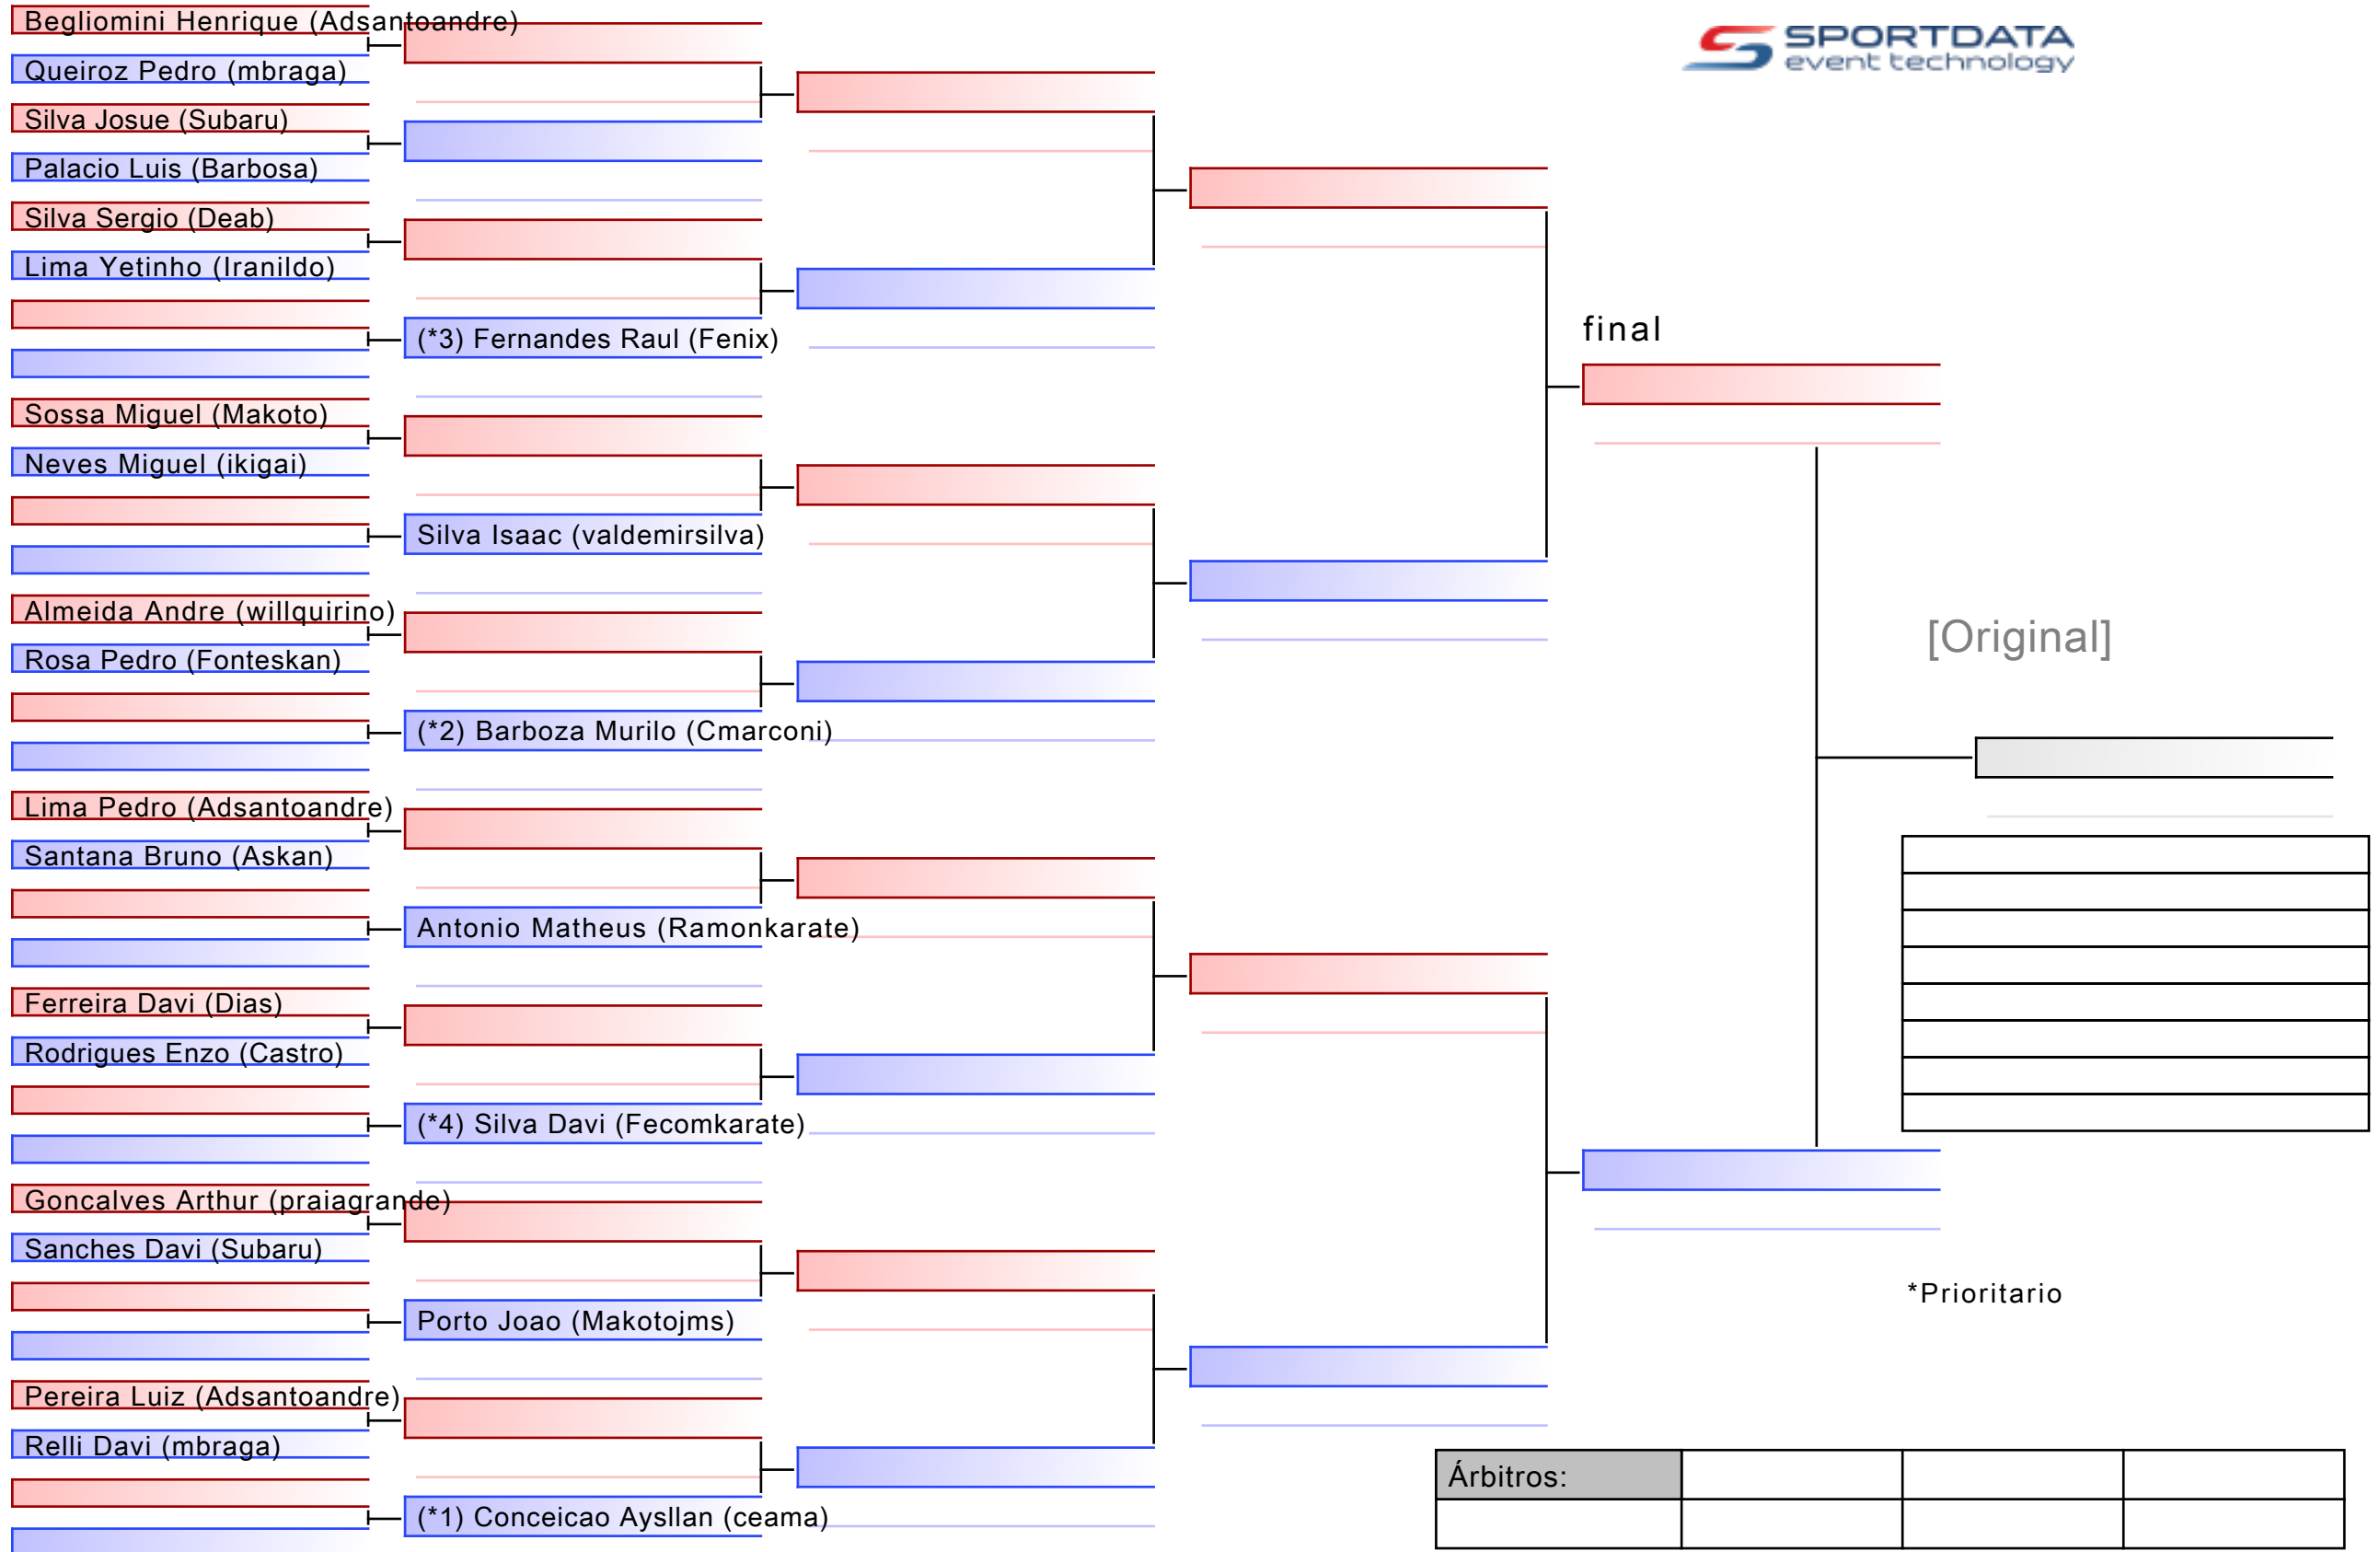 Begliomini Henrique (Adsantoandre)
Queiroz Pedro (mbraga)
Silva Josue (Subaru)
Palacio Luis (Barbosa)
Silva Sergio (Deab)
Lima Yetinho (Iranildo)
(*3) Fernandes Raul (Fenix)
Sossa Miguel (Makoto)
Neves Miguel (ikigai)
Silva Isaac (valdemirsilva)
Almeida Andre (willquirino)
Rosa Pedro (Fonteskan)
(*2) Barboza Murilo (Cmarconi)
Lima Pedro (Adsantoandre)
Santana Bruno (Askan)
Antonio Matheus (Ramonkarate)
Ferreira Davi (Dias)
Rodrigues Enzo (Castro)
(*4) Silva Davi (Fecomkarate)
Goncalves Arthur (praiagrande)
Sanches Davi (Subaru)
Porto Joao (Makotojms)
Pereira Luiz (Adsantoandre)
Relli Davi (mbraga)
(*1) Conceicao Aysllan (ceama)
SPORTDATA
event technology
final
[Original]
*Prioritario
Árbitros: